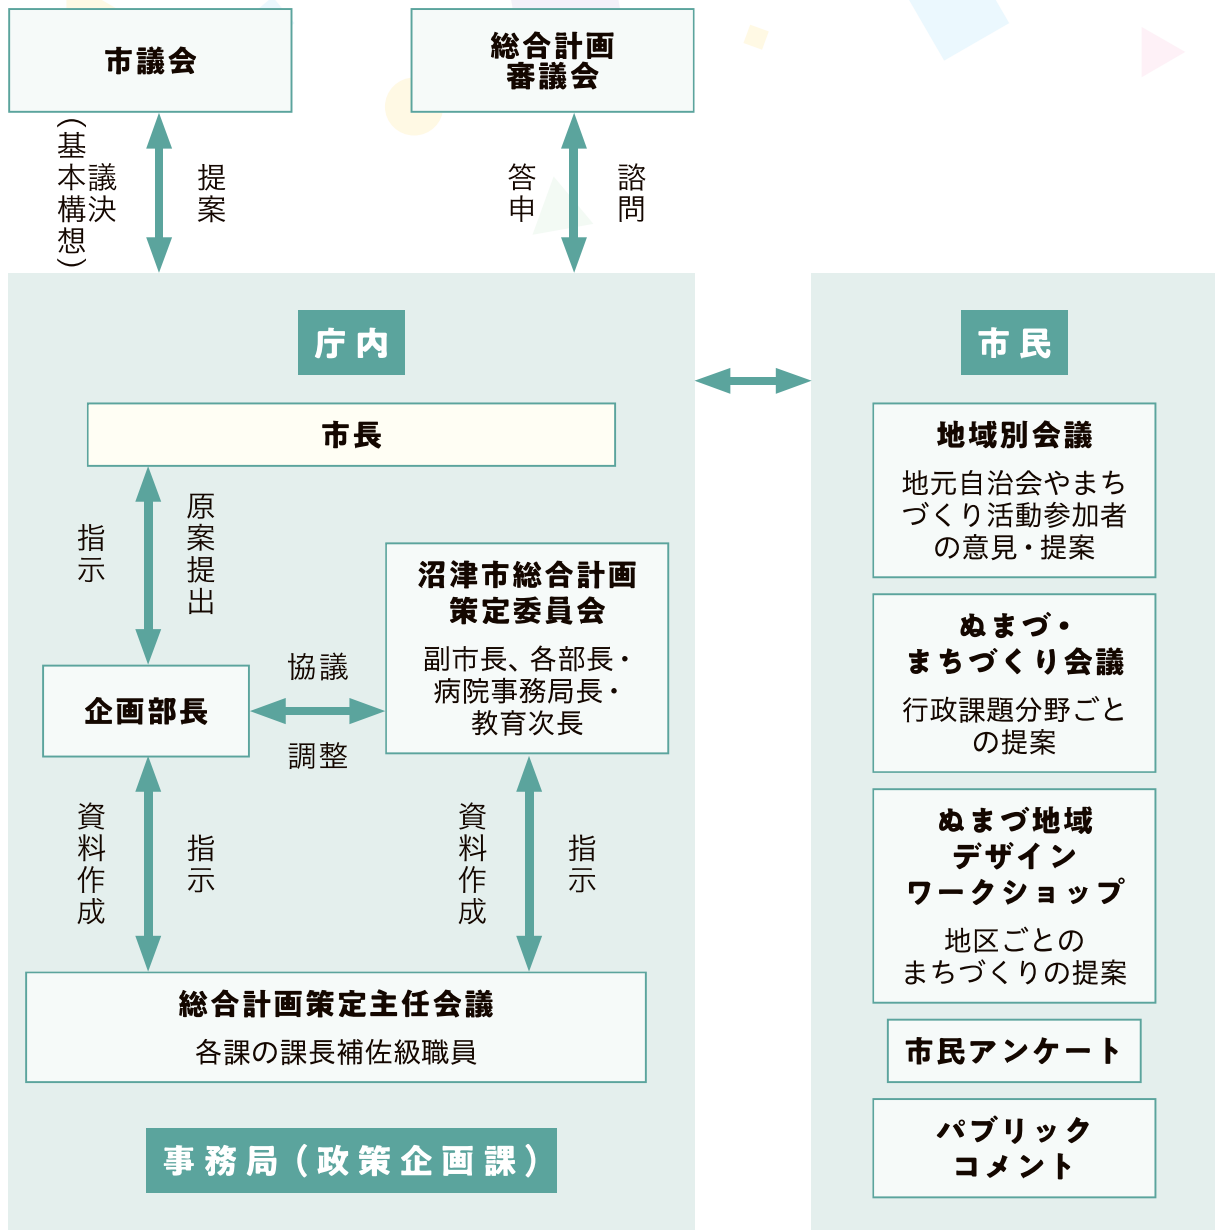 市議会
総合計画
審議会
提案
議決
(基本構想)
諮問
答申
庁内
市長
原案提出
指示
沼津市総合計画
策定委員会
副市長、各部長・
病院事務局長・
教育次長
企画部長
協議
調整
指示
資料作成
指示
資料作成
総合計画策定主任会議
各課の課長補佐級職員
事務局(政策企画課)
市民
地域別会議
地元自治会やまち
づくり活動参加者
の意見・提案
ぬまづ・
まちづくり会議
行政課題分野ごと
の提案
ぬまづ地域
デザイン
ワークショップ
地区ごとの
まちづくりの提案
市民アンケート
パブリック
コメント